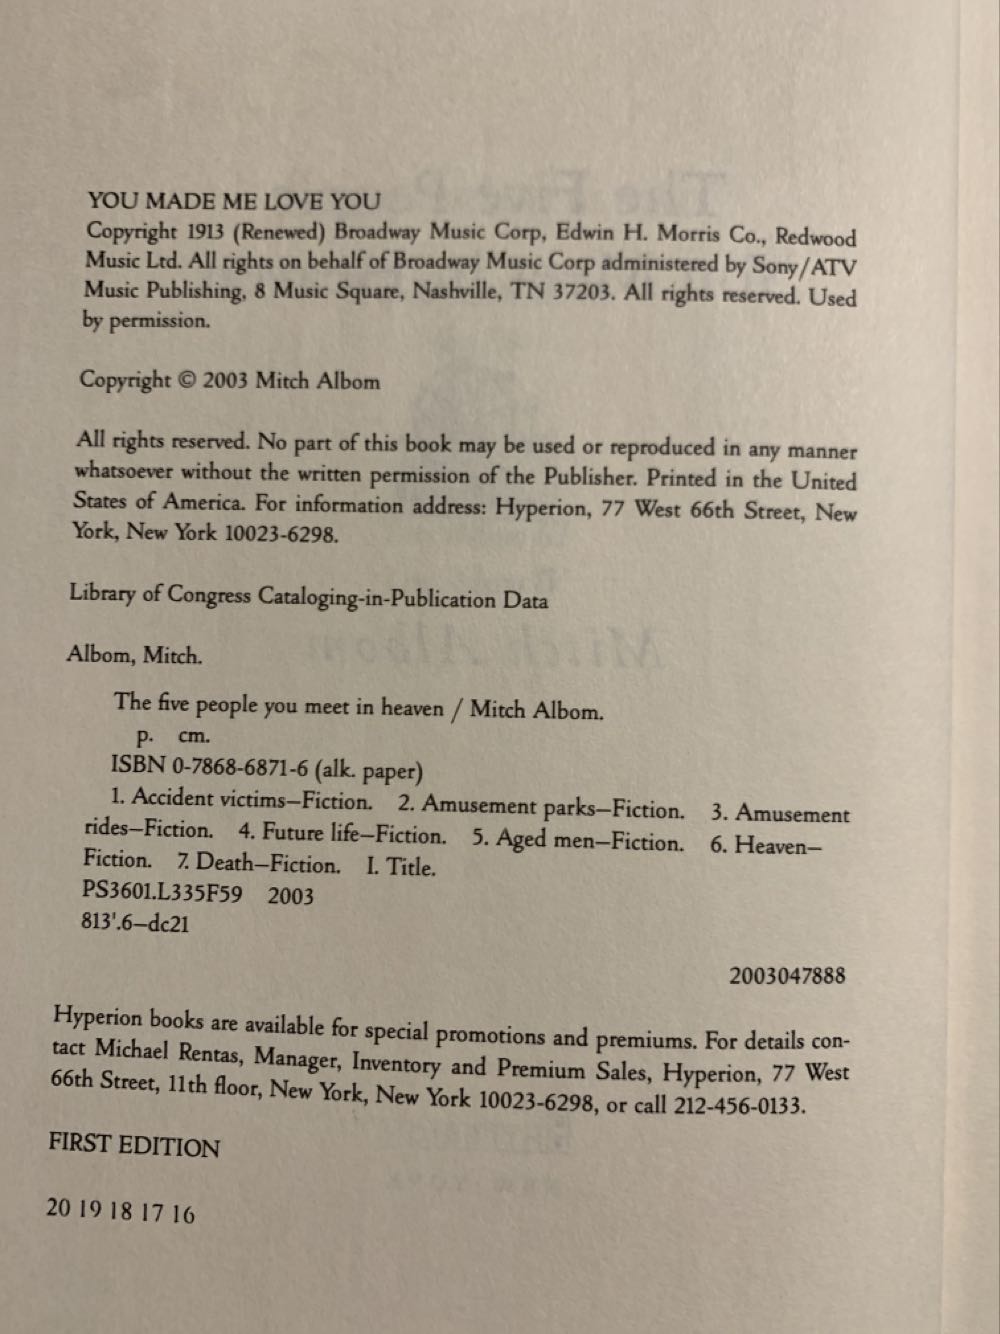 YOU MADE ME LOVE YOU
Copyright 1913 (Renewed) Broadway Music Corp, Edwin H. Morris Co., Redwood
Music Ltd. All rights on behalf of Broadway Music Corp administered by Sony/ATV
Music Publishing, 8 Music Square, Nashville, TN 37203. All rights reserved. Used
by permission.
Copyright © 2003 Mitch Albom
All rights reserved. No part of this book may be used or reproduced in any manner
whatsoever without the written permission of the Publisher. Printed in the United
States of America. For information address: Hyperion, 77 West 66th Street, New
York, New York 10023-6298.
Library of Congress Cataloging-in-Publication Data
Albom, Mitch.
The five people you meet in heaven / Mitch Albom.
p. cm.
ISBN 0-7868-6871-6 (alk. paper)
1. Accident victims—Fiction. 2. Amusement parks—Fiction. 3. Amusement
rides—Fiction. 4. Future life—Fiction. 5. Aged men—Fiction. 6. Heaven—
Fiction. 7. Death—Fiction. I. Title.
PS3601.L335F59 2003
813'.6—dc21
2003047888
Hyperion books are available for special promotions and premiums. For details con-
tact Michael Rentas, Manager, Inventory and Premium Sales, Hyperion, 77 West
66th Street, 11th floor, New York, New York 10023-6298, or call 212-456-0133.
FIRST EDITION
20 19 18 17 16